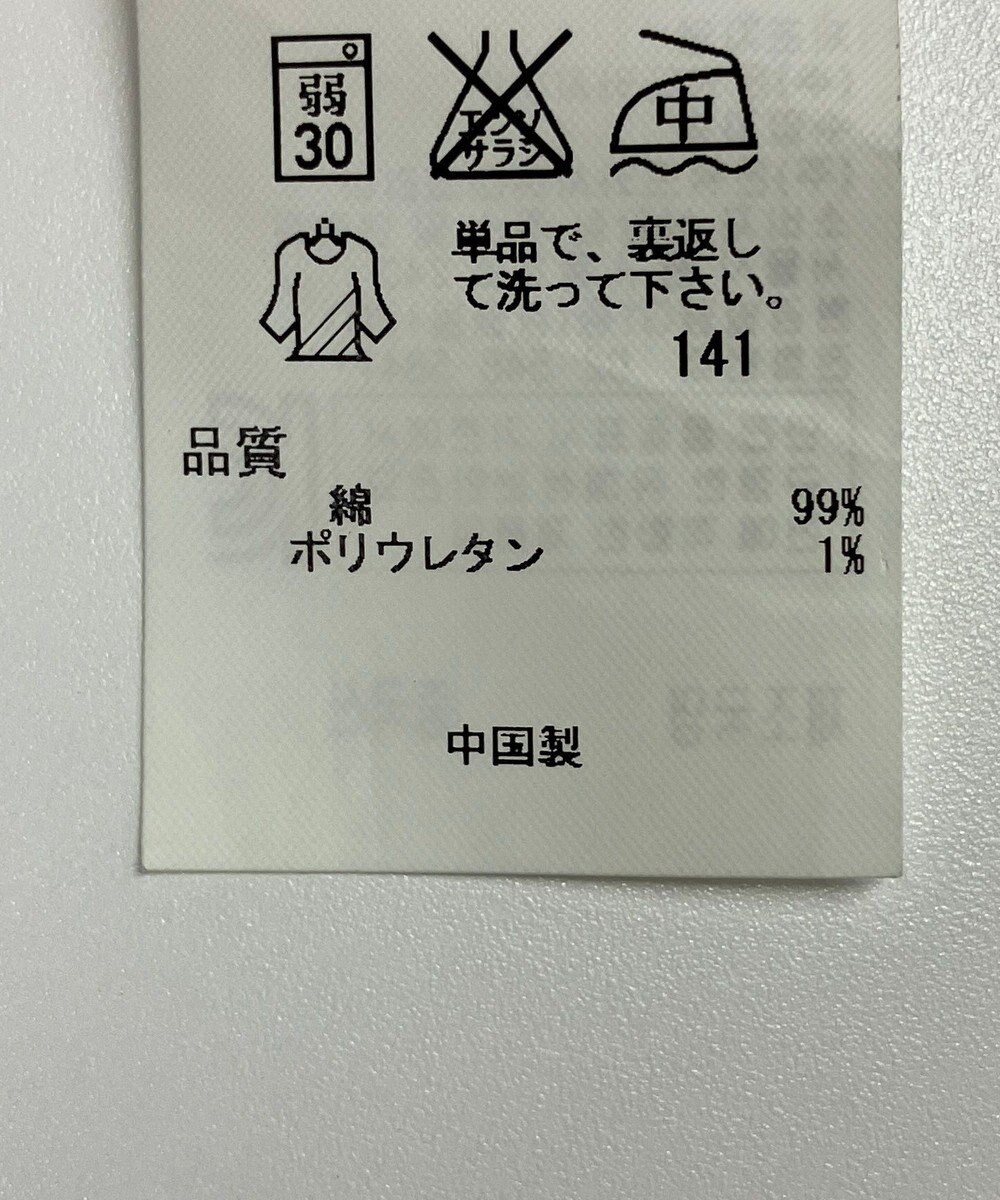 弱
30
エンソ
サラシ
中
単品で、裏返し
て洗って下さい。
141
品質
綿 99%
ポリウレタン 1%
中国製